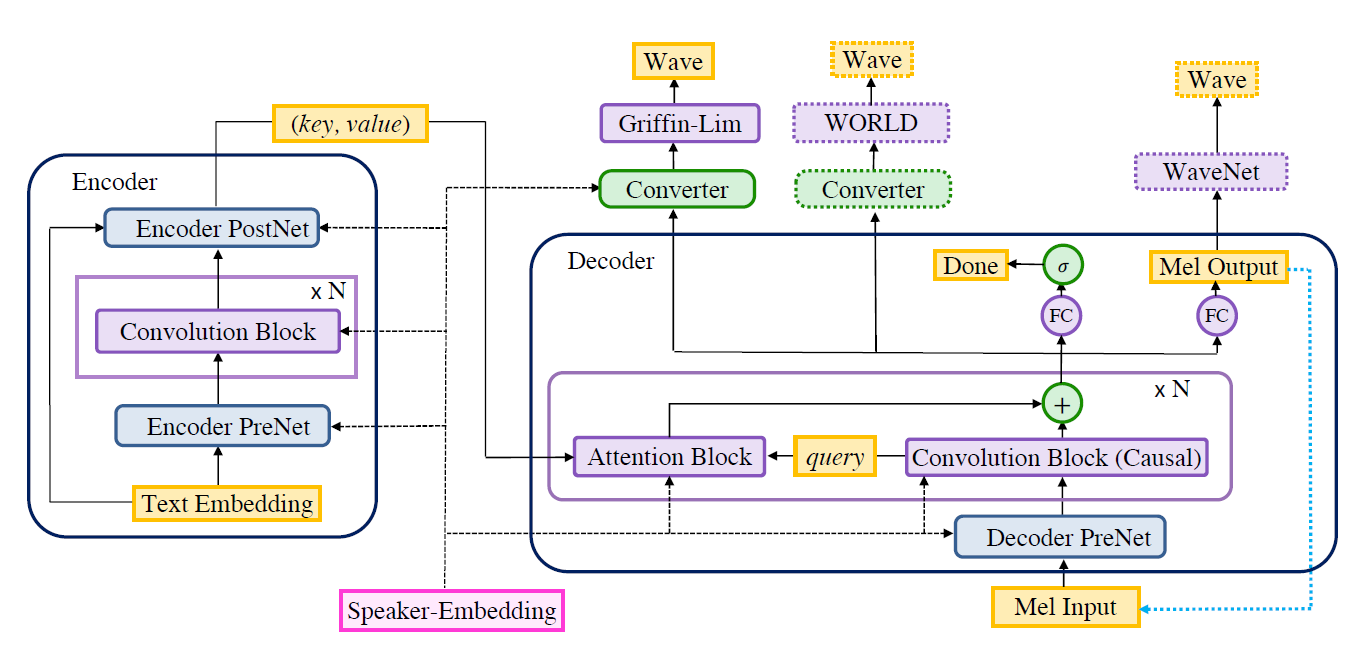 Wave
Wave
Wave
(key, value)
Griffin-Lim
WORLD
WaveNet
Encoder
Converter
Converter
Encoder PostNet
Decoder
Done
σ
Mel Output
x N
Convolution Block
FC
FC
x N
+
Encoder PreNet
Attention Block
query
Convolution Block (Causal)
Text Embedding
Decoder PreNet
Speaker-Embedding
Mel Input